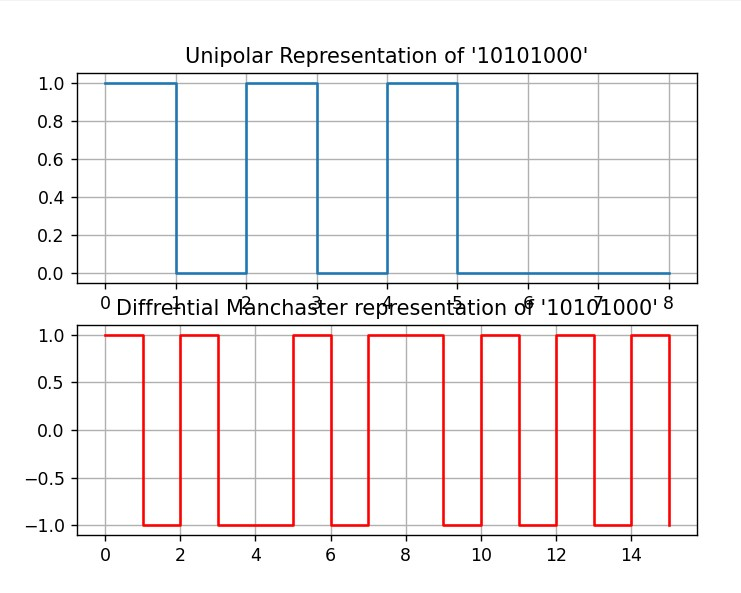 Unipolar Representation of '10101000'
1.0
0.8
0.6
0.4
0.2
0.0
0 1 2 3 4 5 6 7 8
Diffrential Manchaster representation of '10101000'
1.0
0.5
0.0
−0.5
−1.0
0 2 4 6 8 10 12 14